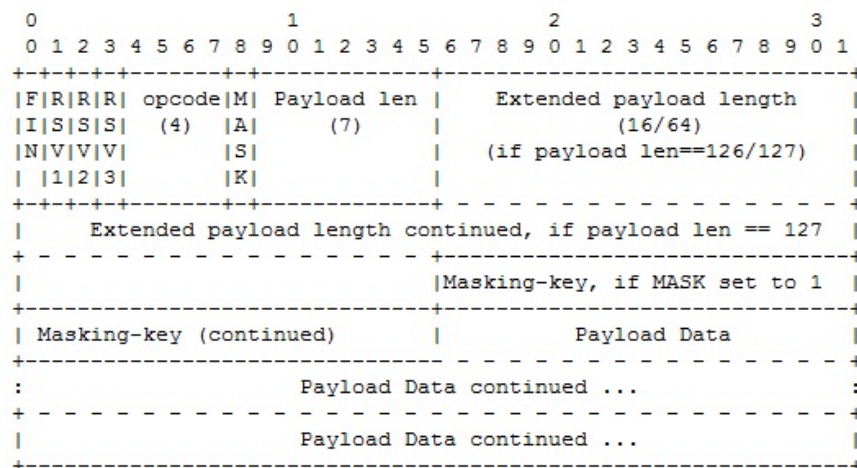 0                   1                   2                   3
 0 1 2 3 4 5 6 7 8 9 0 1 2 3 4 5 6 7 8 9 0 1 2 3 4 5 6 7 8 9 0 1
+-+-+-+-+-------+-+-------------+-------------------------------+
|F|R|R|R| opcode|M| Payload len |    Extended payload length    |
|I|S|S|S|  (4)  |A|     (7)     |             (16/64)           |
|N|V|V|V|       |S|             |   (if payload len==126/127)   |
| |1|2|3|       |K|             |                               |
+-+-+-+-+-------+-+-------------+ - - - - - - - - - - - - - - - +
|     Extended payload length continued, if payload len == 127  |
+ - - - - - - - - - - - - - - - +-------------------------------+
|                               |Masking-key, if MASK set to 1  |
+-------------------------------+-------------------------------+
| Masking-key (continued)       |          Payload Data         |
+-------------------------------- - - - - - - - - - - - - - - - +
:                     Payload Data continued ...                :
+ - - - - - - - - - - - - - - - - - - - - - - - - - - - - - - - +
|                     Payload Data continued ...                |
+---------------------------------------------------------------+